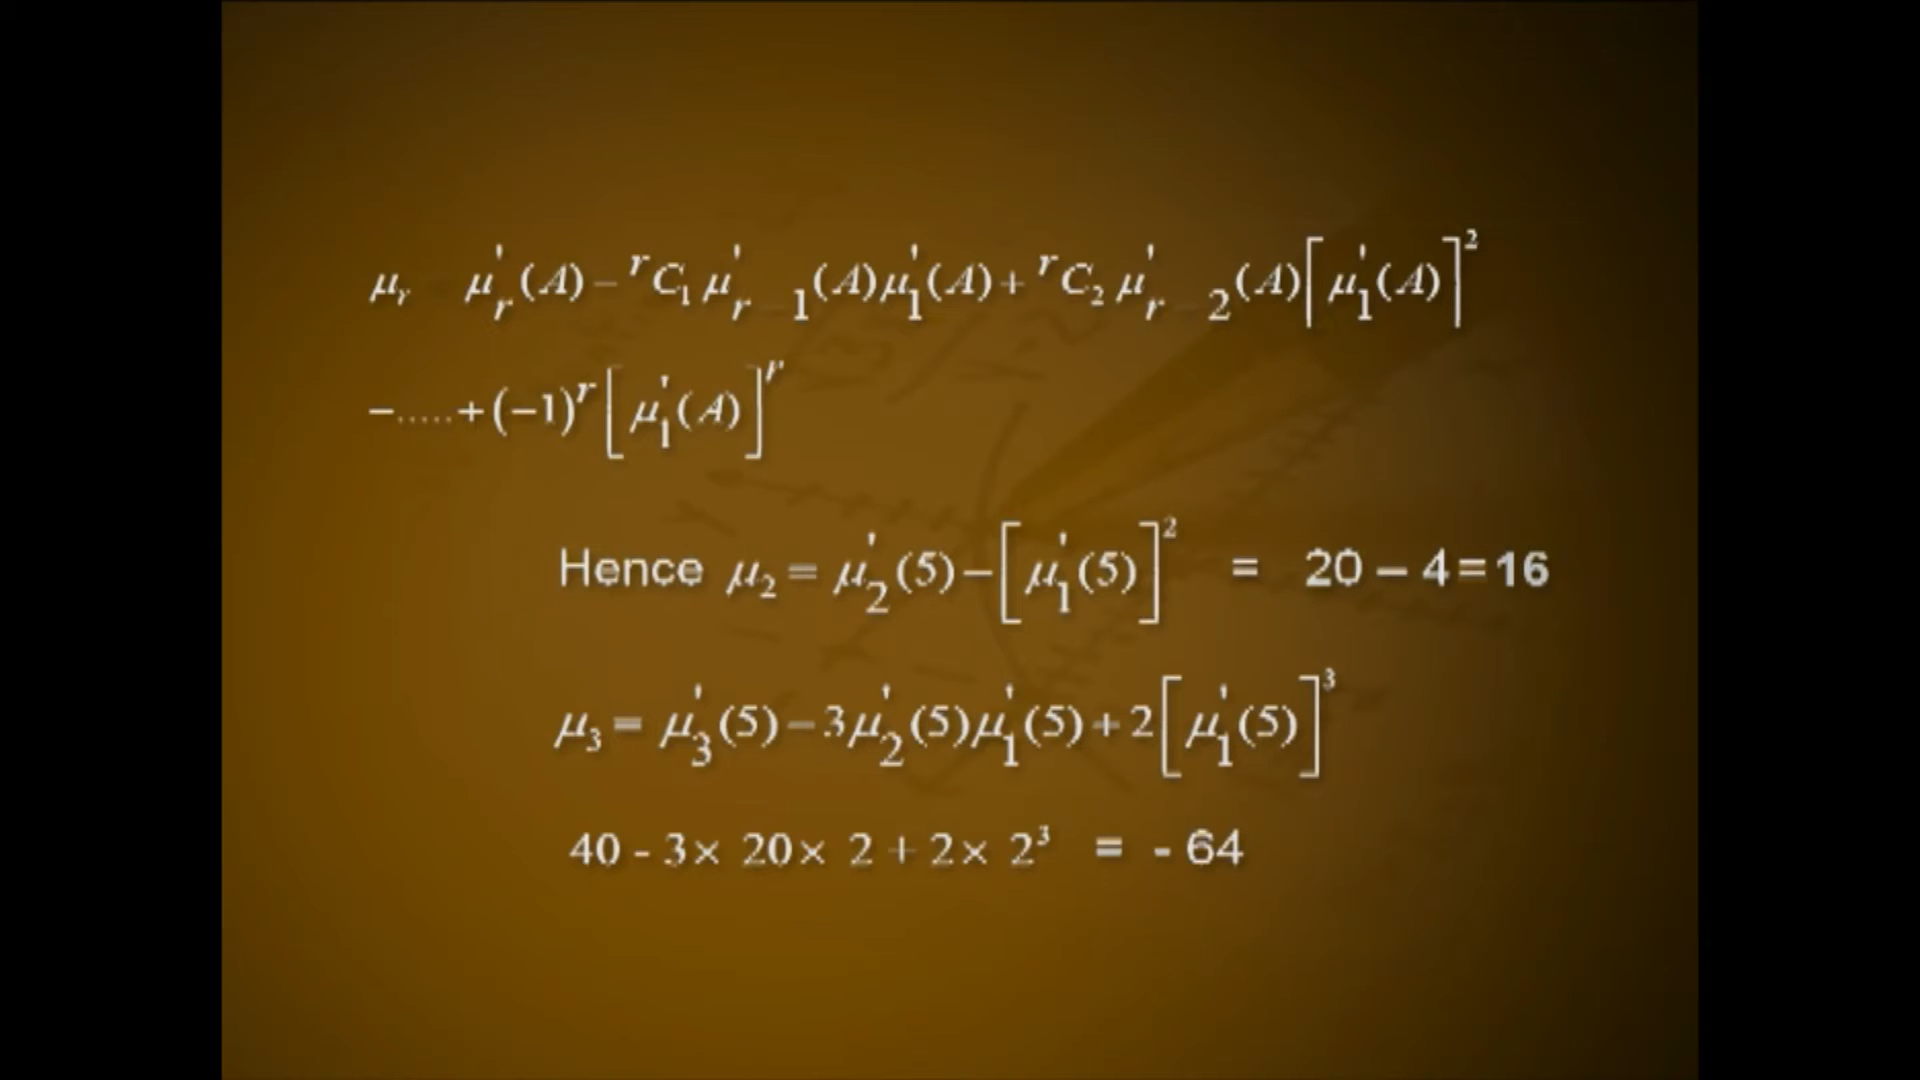 μᵣ μ'ᵣ(A) − ʳC₁ μ'ᵣ₋₁(A)μ'₁(A) + ʳC₂ μ'ᵣ₋₂(A)[μ'₁(A)]²
−.....+(−1)ʳ[μ'₁(A)]ʳ
Hence μ₂ = μ'₂(5) − [μ'₁(5)]² = 20 – 4 = 16
μ₃ = μ'₃(5) − 3μ'₂(5)μ'₁(5) + 2[μ'₁(5)]³
40 - 3× 20× 2 + 2× 2³ = - 64